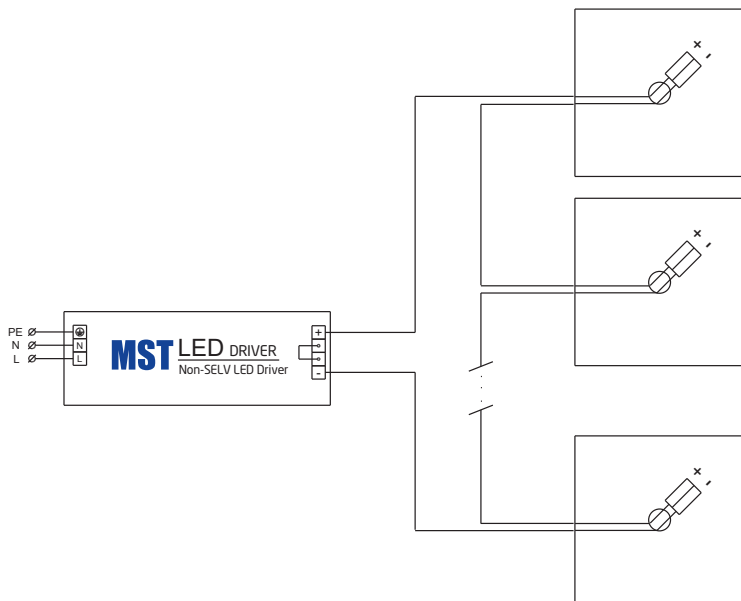 PE
N
L
N
L
MST LED DRIVER
Non-SELV LED Driver
+
-
+
-
+
-
+
-